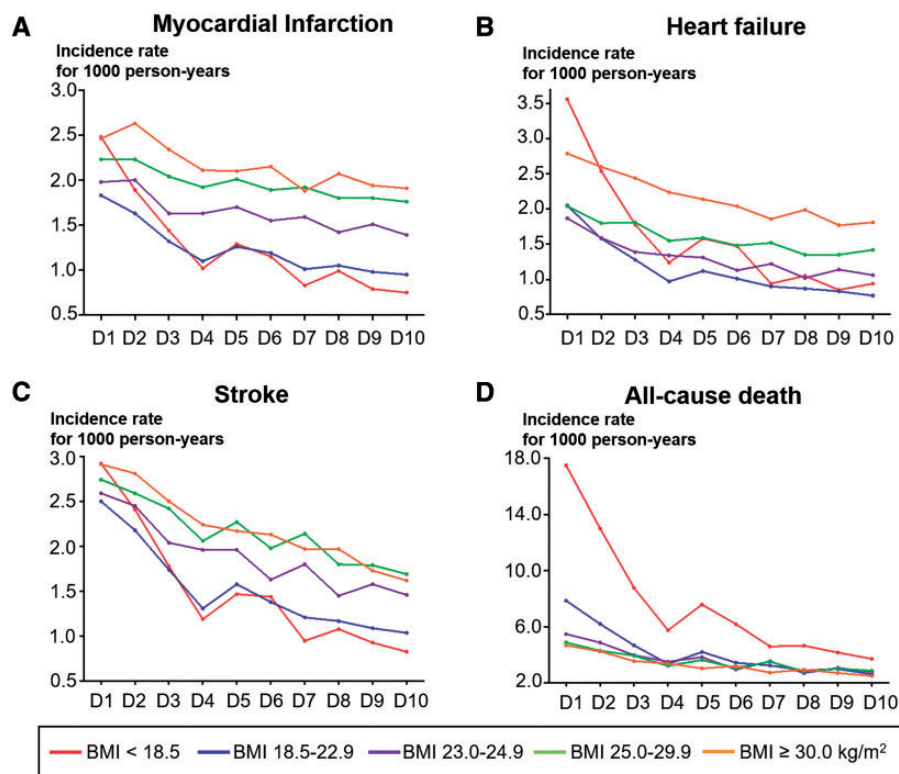 A
Myocardial Infarction
Incidence rate
for 1000 person-years
3.0
2.5
2.0
1.5
1.0
0.5
D1 D2 D3 D4 D5 D6 D7 D8 D9 D10
B
Heart failure
Incidence rate
for 1000 person-years
3.5
3.0
2.5
2.0
1.5
1.0
0.5
D1 D2 D3 D4 D5 D6 D7 D8 D9 D10
C
Stroke
Incidence rate
for 1000 person-years
3.0
2.5
2.0
1.5
1.0
0.5
D1 D2 D3 D4 D5 D6 D7 D8 D9 D10
D
All-cause death
Incidence rate
for 1000 person-years
18.0
14.0
10.0
6.0
2.0
D1 D2 D3 D4 D5 D6 D7 D8 D9 D10
BMI < 18.5 BMI 18.5-22.9 BMI 23.0-24.9 BMI 25.0-29.9 BMI ≥ 30.0 kg/m²